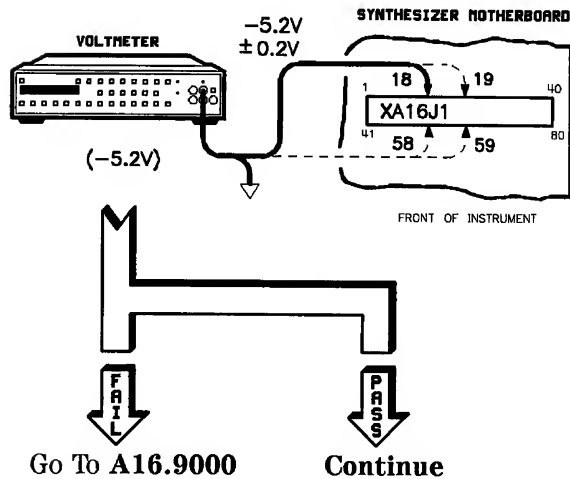 SYNTHESIZER MOTHERBOARD
VOLTMETER
-5.2V
±0.2V
18
19
1
40
XA16J1
41
80
58
59
(-5.2V)
FRONT OF INSTRUMENT
FAIL
PASS
Go To A16.9000
Continue